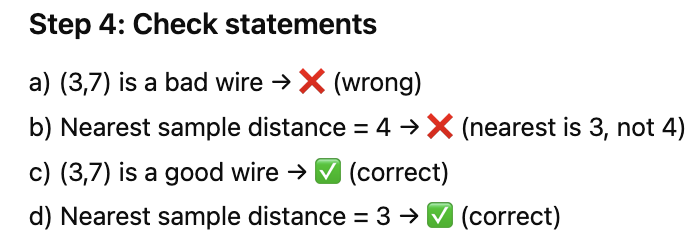 Step 4: Check statements
a) (3,7) is a bad wire → ❌ (wrong)
b) Nearest sample distance = 4 → ❌ (nearest is 3, not 4)
c) (3,7) is a good wire → ✅ (correct)
d) Nearest sample distance = 3 → ✅ (correct)